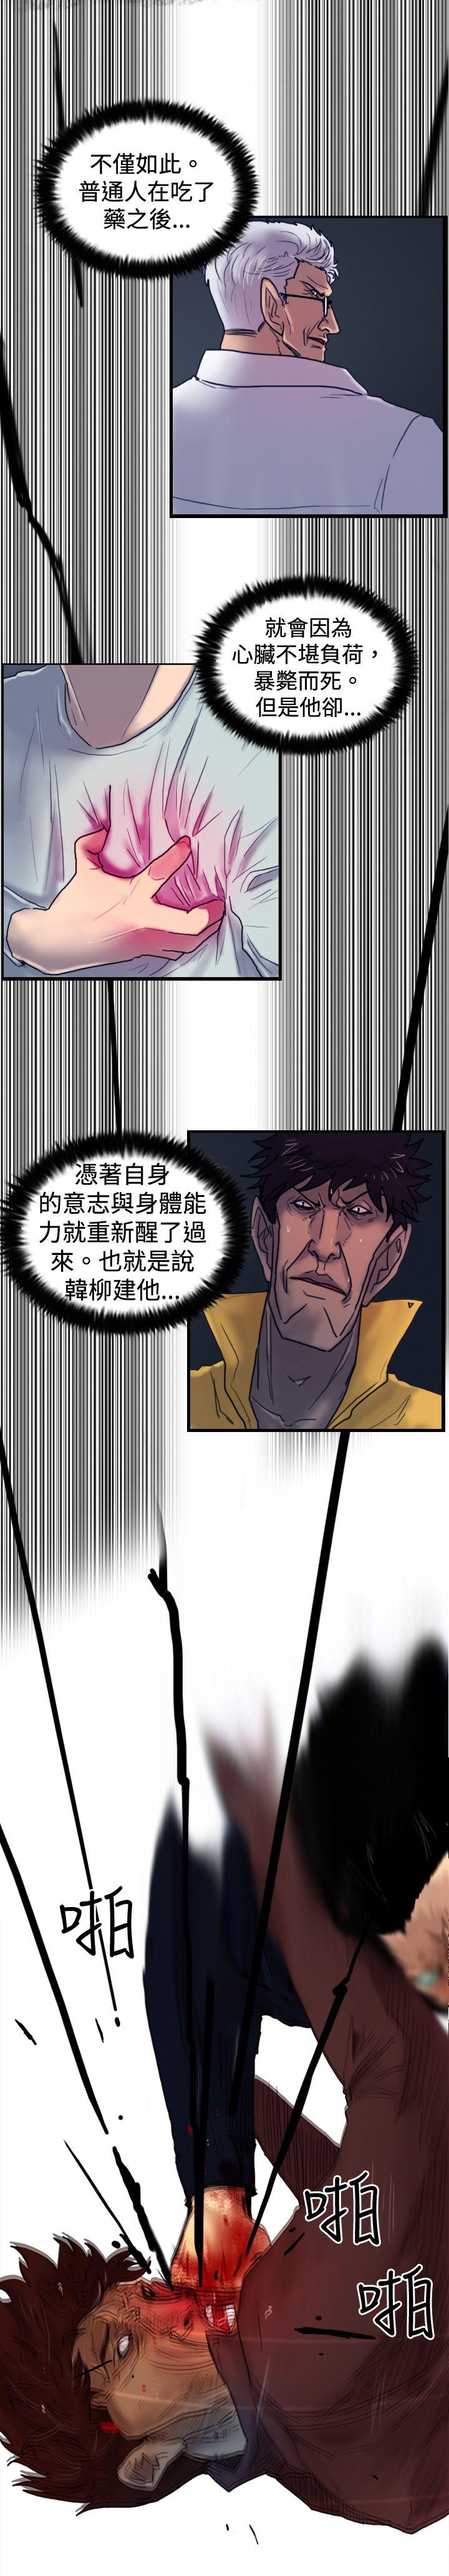 不僅如此。
普通人在吃了
藥之後...
就會因為
心臟不堪負荷，
暴斃而死。
但是他卻...
憑著自身
的意志與身體能
力就重新醒了過
來。也就是說
韓柳建他...
啪
啪
啪